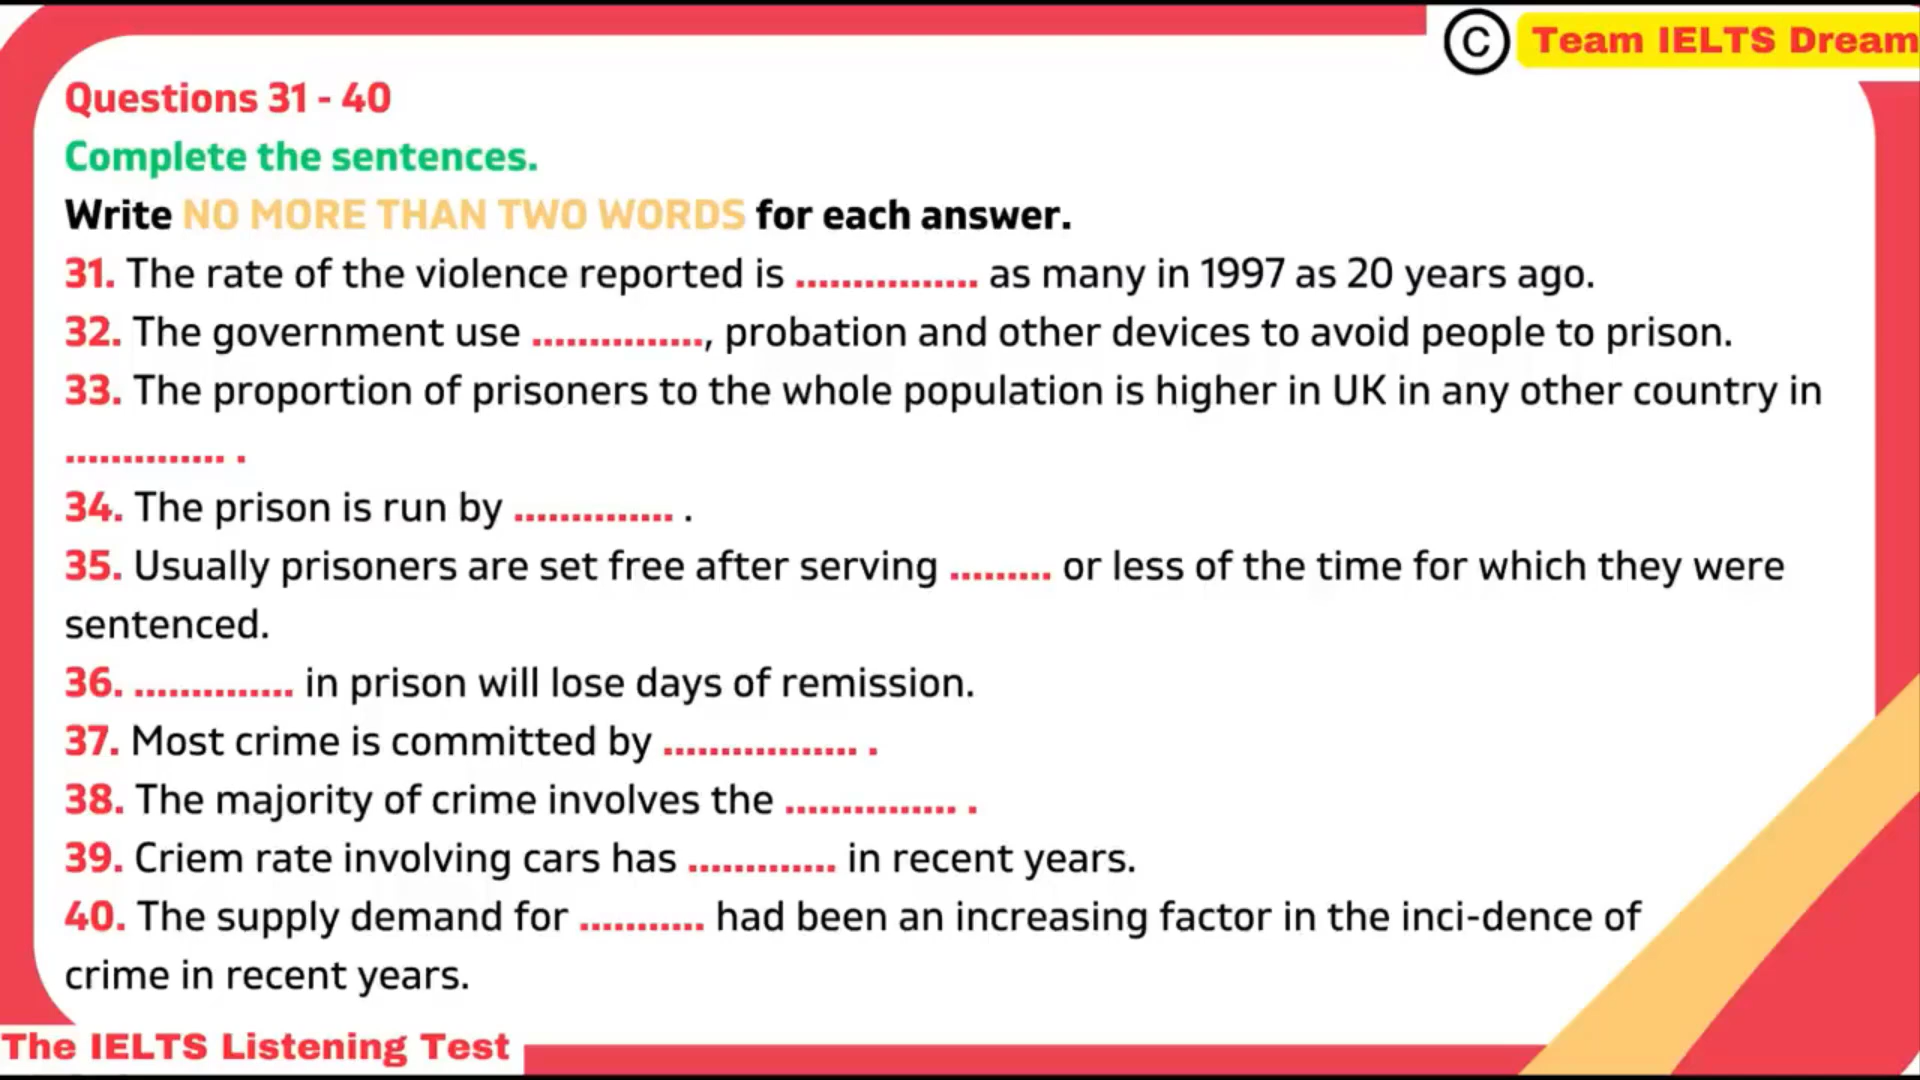 © Team IELTS Dream
Questions 31 - 40
Complete the sentences.
Write NO MORE THAN TWO WORDS for each answer.
31. The rate of the violence reported is ................ as many in 1997 as 20 years ago.
32. The government use ..............., probation and other devices to avoid people to prison.
33. The proportion of prisoners to the whole population is higher in UK in any other country in
.............. .
34. The prison is run by .............. .
35. Usually prisoners are set free after serving ......... or less of the time for which they were
sentenced.
36. .............. in prison will lose days of remission.
37. Most crime is committed by ................. .
38. The majority of crime involves the ............... .
39. Criem rate involving cars has ............. in recent years.
40. The supply demand for ........... had been an increasing factor in the inci-dence of
crime in recent years.
The IELTS Listening Test